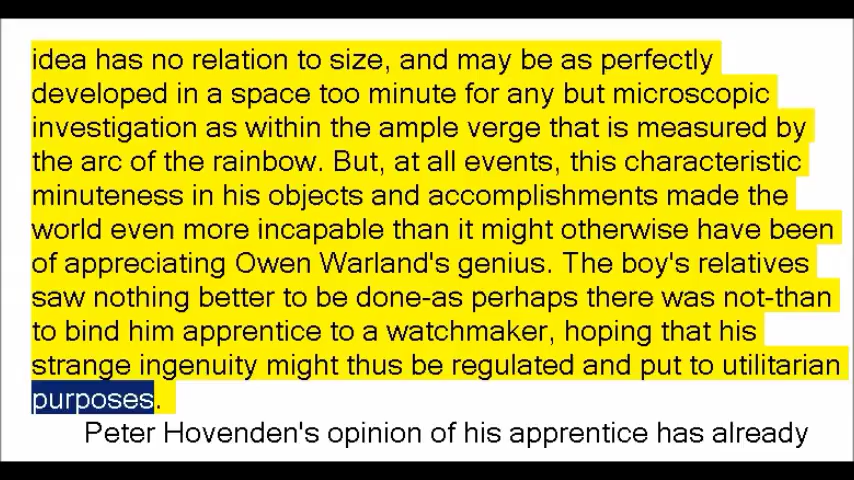 idea has no relation to size, and may be as perfectly
developed in a space too minute for any but microscopic
investigation as within the ample verge that is measured by
the arc of the rainbow. But, at all events, this characteristic
minuteness in his objects and accomplishments made the
world even more incapable than it might otherwise have been
of appreciating Owen Warland's genius. The boy's relatives
saw nothing better to be done-as perhaps there was not-than
to bind him apprentice to a watchmaker, hoping that his
strange ingenuity might thus be regulated and put to utilitarian
purposes.
Peter Hovenden's opinion of his apprentice has already